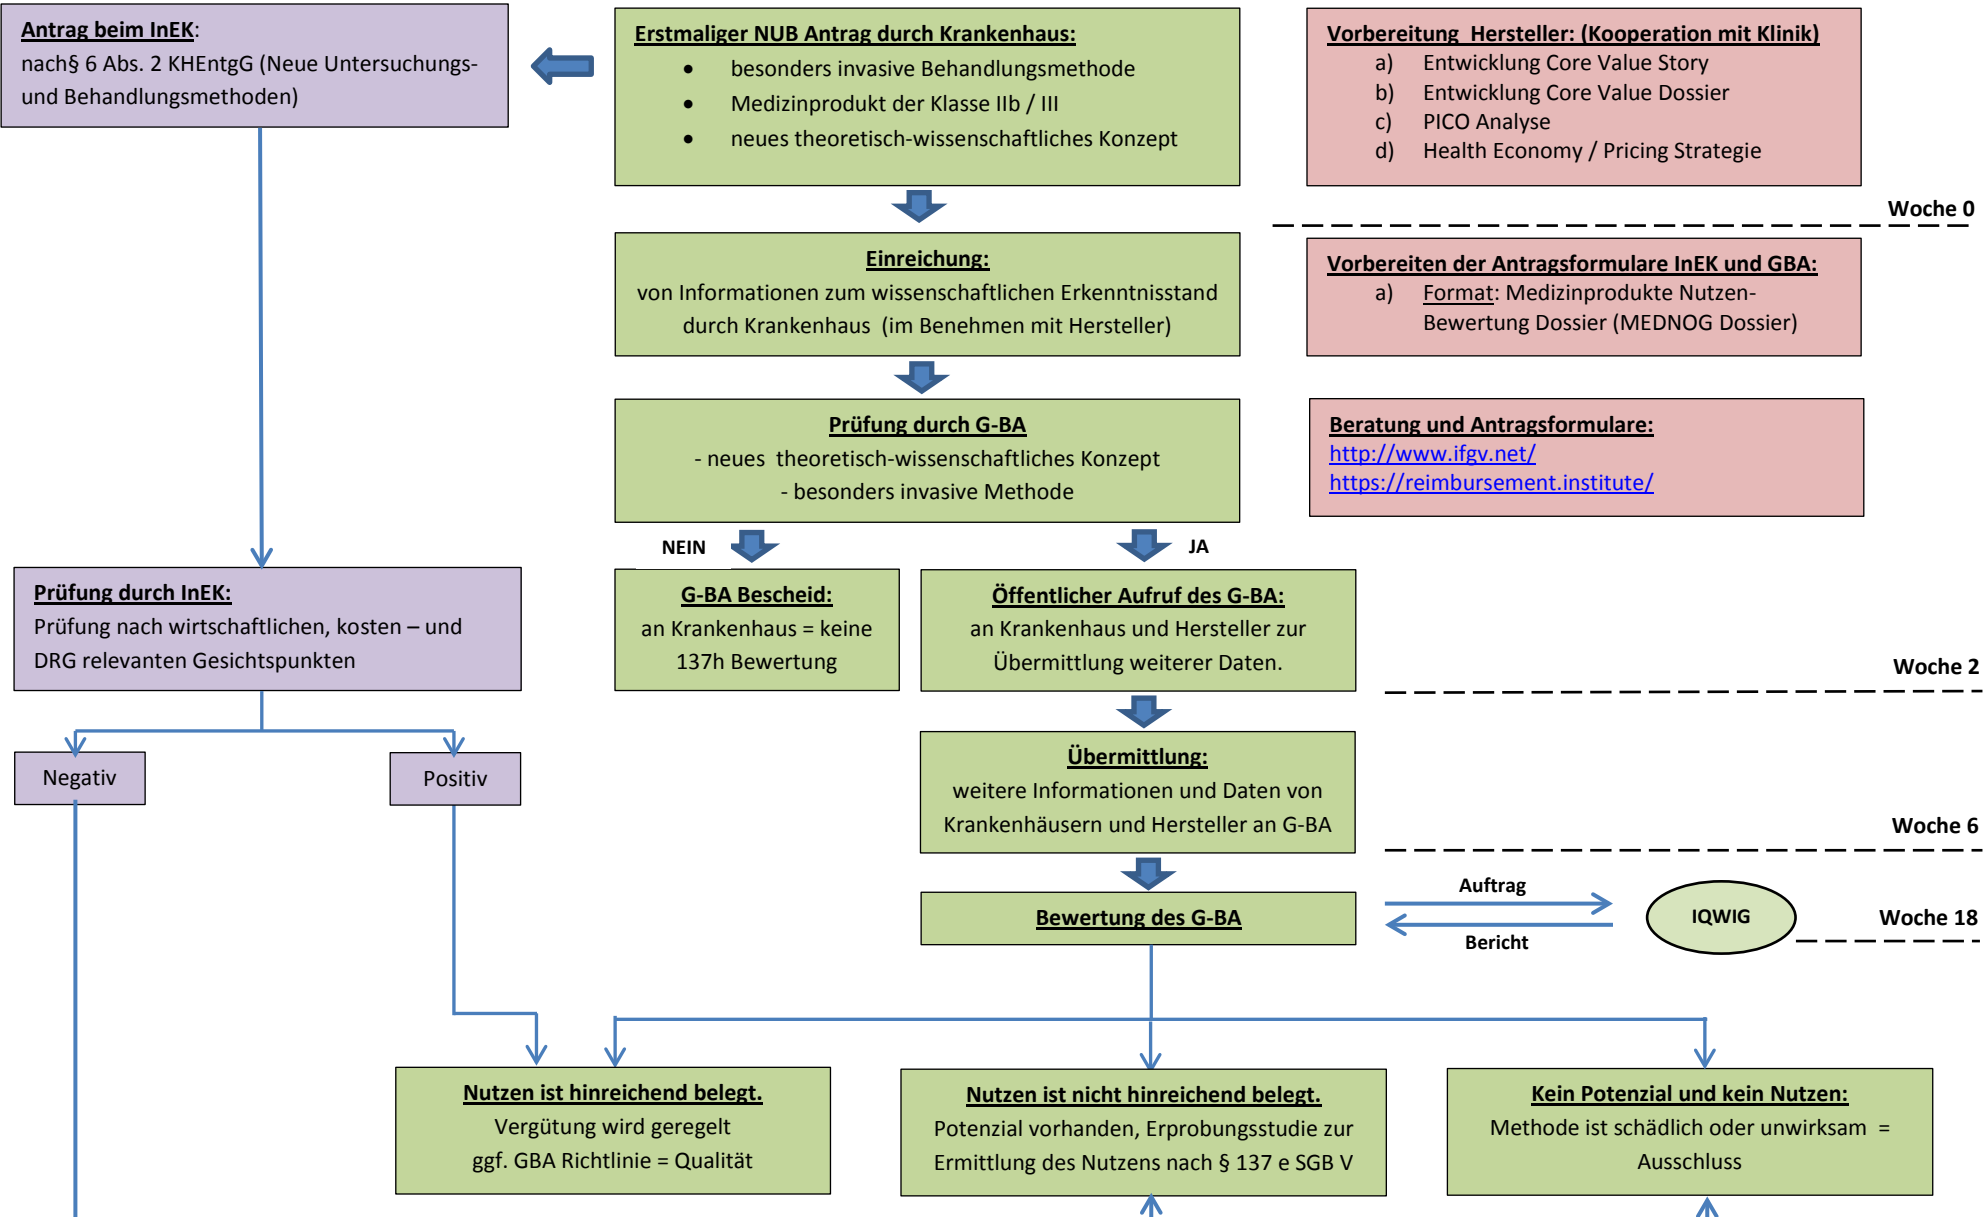 Antrag beim InEK:
nach§ 6 Abs. 2 KHEntgG (Neue Untersuchungs-
und Behandlungsmethoden)
Erstmaliger NUB Antrag durch Krankenhaus:
• besonders invasive Behandlungsmethode
• Medizinprodukt der Klasse IIb / III
• neues theoretisch-wissenschaftliches Konzept
Vorbereitung Hersteller: (Kooperation mit Klinik)
a) Entwicklung Core Value Story
b) Entwicklung Core Value Dossier
c) PICO Analyse
d) Health Economy / Pricing Strategie
Woche 0
Einreichung:
von Informationen zum wissenschaftlichen Erkenntnisstand
durch Krankenhaus (im Benehmen mit Hersteller)
Vorbereiten der Antragsformulare InEK und GBA:
a) Format: Medizinprodukte Nutzen-
Bewertung Dossier (MEDNOG Dossier)
Prüfung durch G-BA
- neues theoretisch-wissenschaftliches Konzept
- besonders invasive Methode
Beratung und Antragsformulare:
http://www.ifgv.net/
https://reimbursement.institute/
NEIN
JA
Prüfung durch InEK:
Prüfung nach wirtschaftlichen, kosten – und
DRG relevanten Gesichtspunkten
G-BA Bescheid:
an Krankenhaus = keine
137h Bewertung
Öffentlicher Aufruf des G-BA:
an Krankenhaus und Hersteller zur
Übermittlung weiterer Daten.
Woche 2
Negativ
Positiv
Übermittlung:
weitere Informationen und Daten von
Krankenhäusern und Hersteller an G-BA
Woche 6
Bewertung des G-BA
Auftrag
Bericht
IQWIG
Woche 18
Nutzen ist hinreichend belegt.
Vergütung wird geregelt
ggf. GBA Richtlinie = Qualität
Nutzen ist nicht hinreichend belegt.
Potenzial vorhanden, Erprobungsstudie zur
Ermittlung des Nutzens nach § 137 e SGB V
Kein Potenzial und kein Nutzen:
Methode ist schädlich oder unwirksam =
Ausschluss